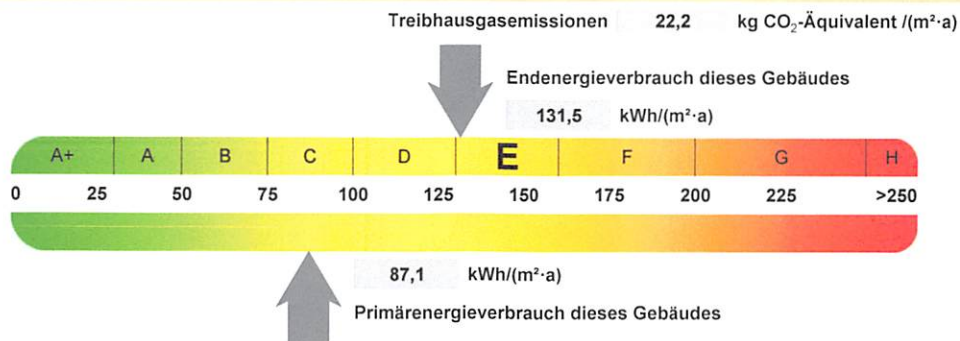 Treibhausgasemissionen 22,2 kg CO₂-Äquivalent /(m²·a)
Endenergieverbrauch dieses Gebäudes
131,5 kWh/(m²·a)
A+ A B C D E F G H
0 25 50 75 100 125 150 175 200 225 >250
87,1 kWh/(m²·a)
Primärenergieverbrauch dieses Gebäudes